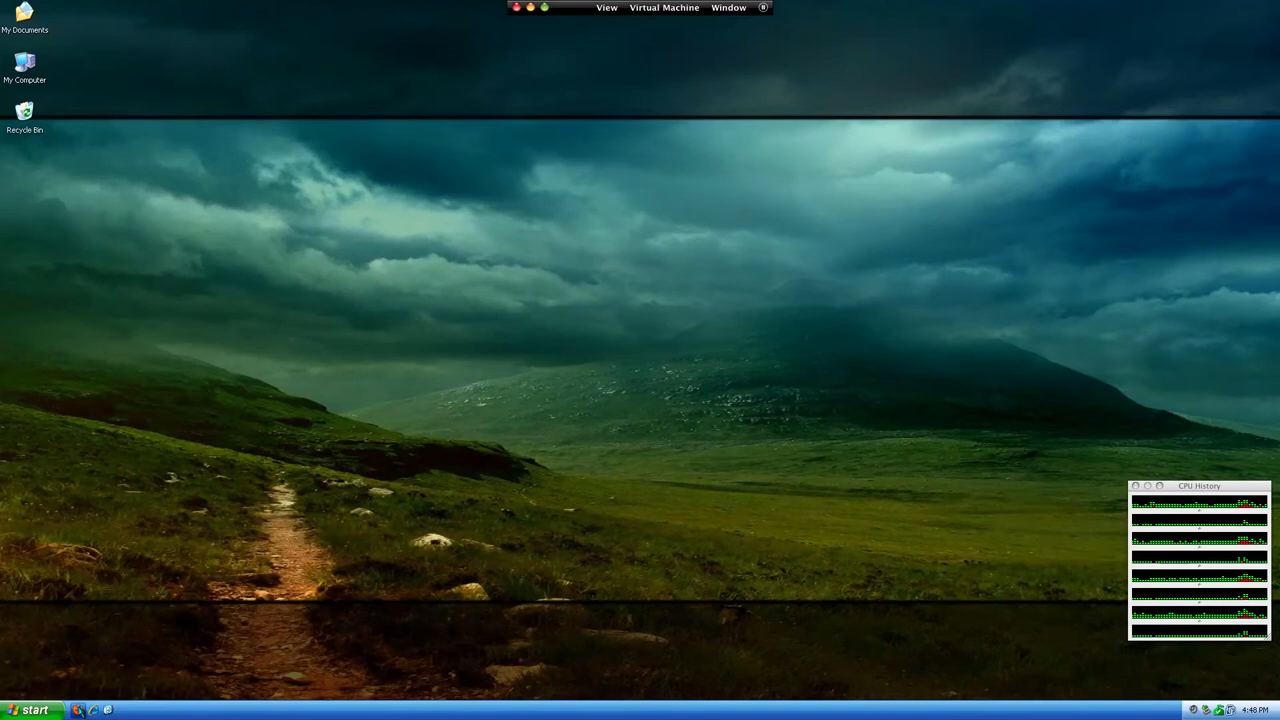 View Virtual Machine Window
My Documents
My Computer
Recycle Bin
CPU History
start
4:48 PM